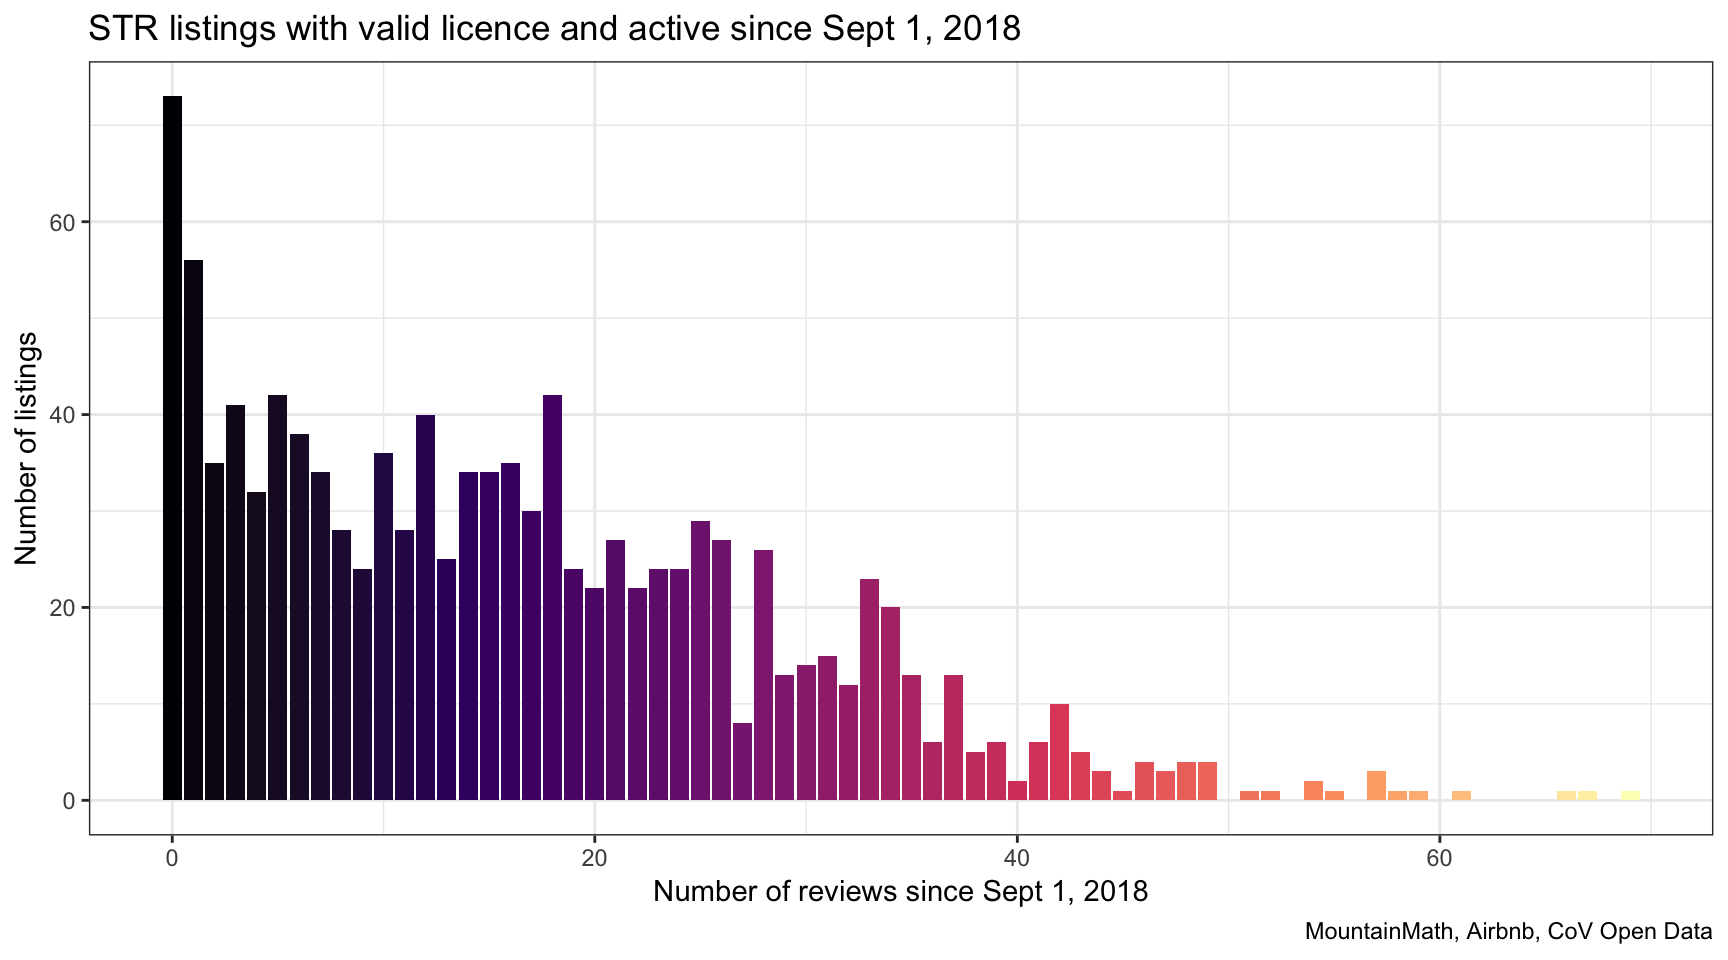 STR listings with valid licence and active since Sept 1, 2018
Number of listings
60
40
20
0
0 20 40 60
Number of reviews since Sept 1, 2018
MountainMath, Airbnb, CoV Open Data